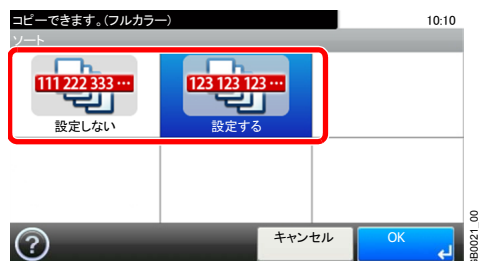 コピーできます。(フルカラー) 10:10
ソート
111 222 333 ··· 123 123 123 ···
設定しない 設定する
? キャンセル OK
GB0021_00